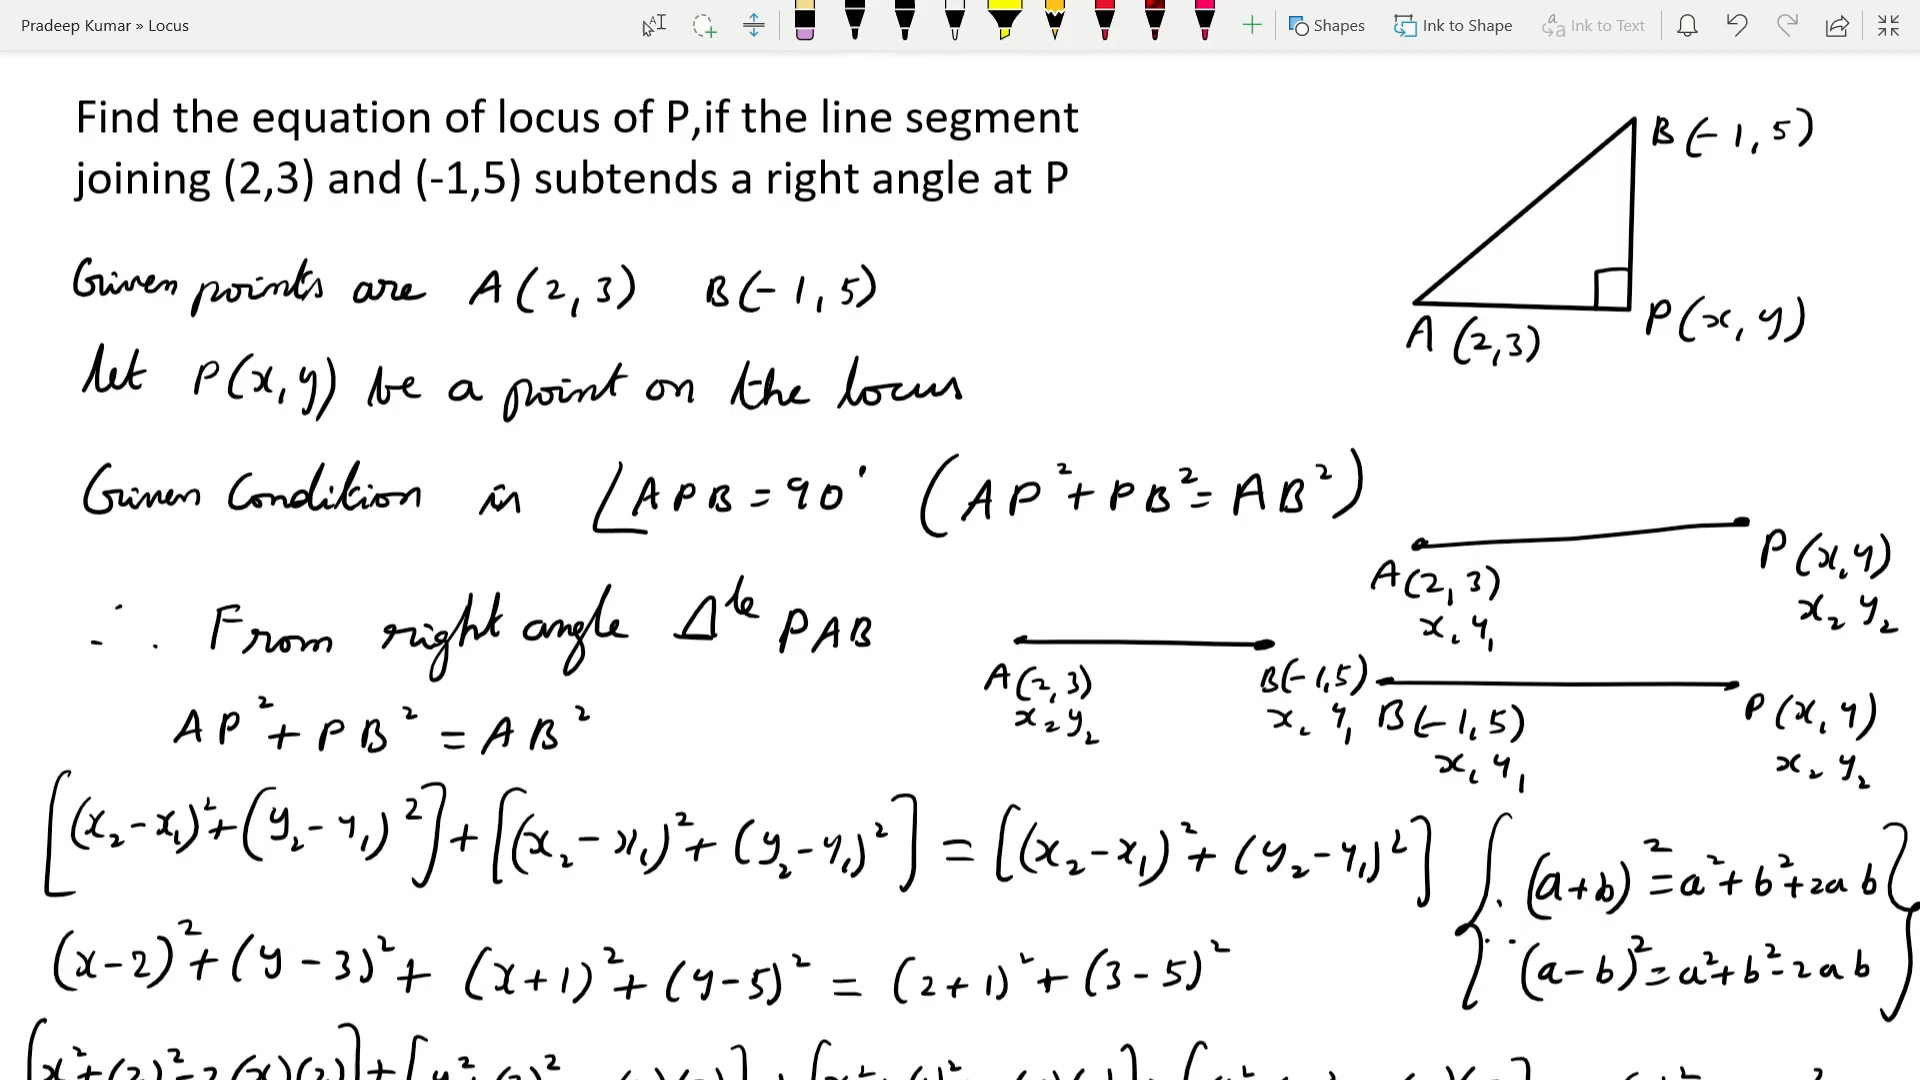 Pradeep Kumar » Locus
Shapes
Ink to Shape
Ink to Text
Find the equation of locus of P,if the line segment
joining (2,3) and (-1,5) subtends a right angle at P
B(-1,5)
P(x,y)
A(2,3)
Given points are A(2,3) B(-1,5)
let P(x,y) be a point on the locus
Given Condition is ∠APB=90° (AP²+PB²=AB²)
A(2,3)
x₁ y₁
P(x,y)
x₂ y₂
∴ From right angle Δle PAB
A(2,3)
x₂ y₂
B(-1,5)
x₁ y₁
B(-1,5)
x₁ y₁
P(x,y)
x₂ y₂
AP²+PB²=AB²
[(x₂-x₁)²+(y₂-y₁)²]+[(x₂-x₁)²+(y₂-y₁)²]=[(x₂-x₁)²+(y₂-y₁)²]
{∵ (a+b)²=a²+b²+2ab
(a-b)²=a²+b²-2ab}
(x-2)²+(y-3)²+(x+1)²+(y-5)²=(2+1)²+(3-5)²